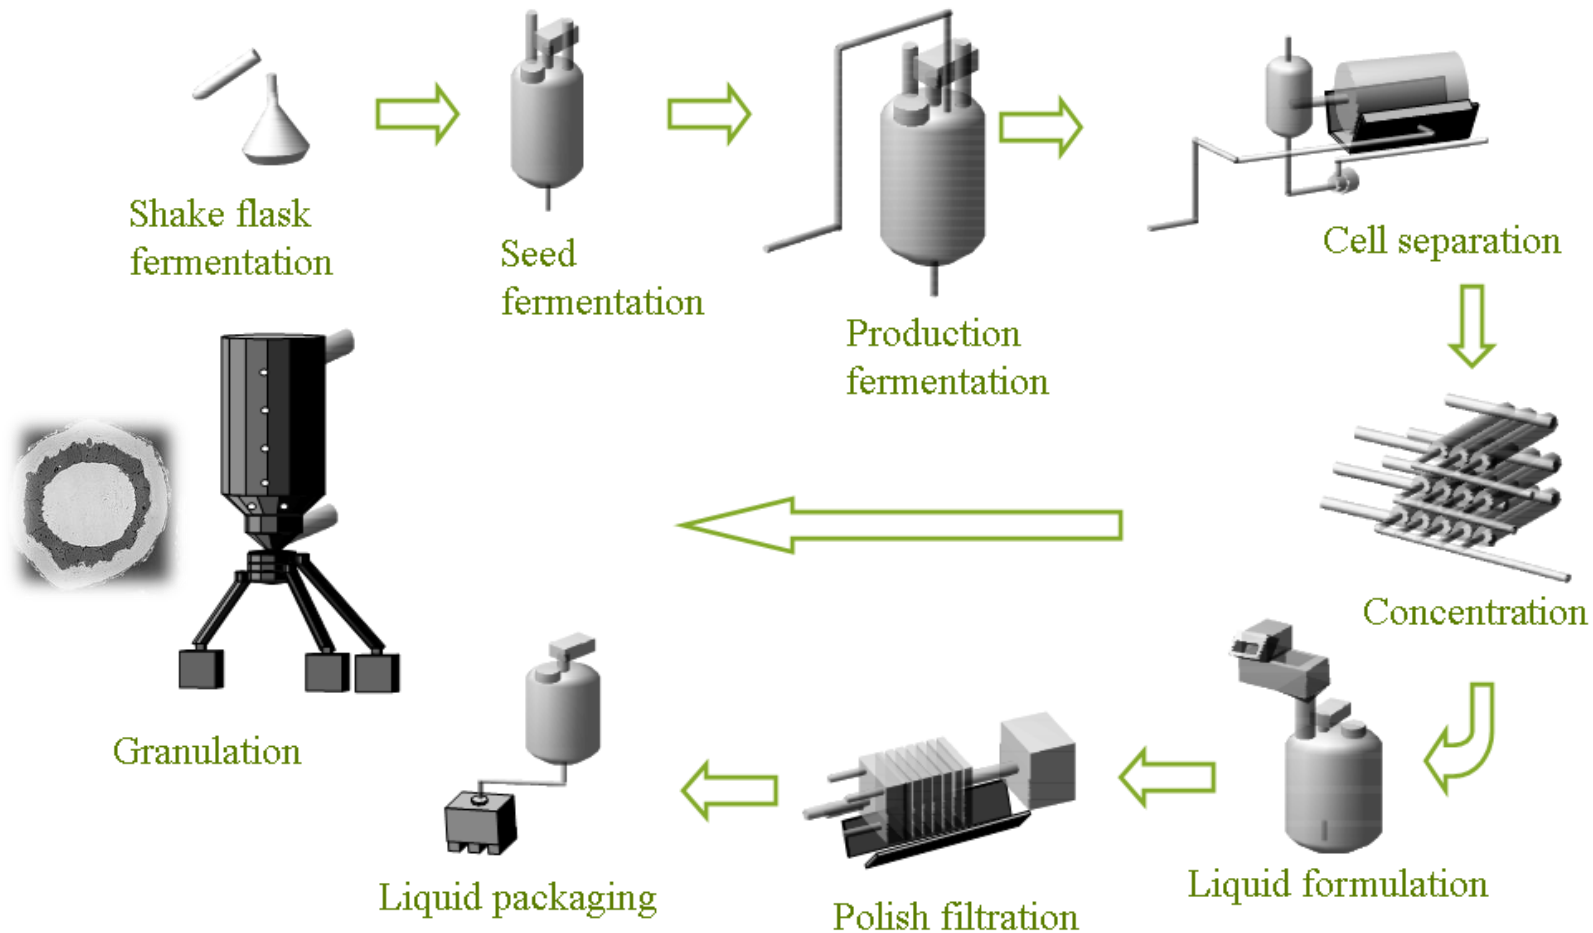 Shake flask
fermentation
Seed
fermentation
Production
fermentation
Cell separation
Concentration
Granulation
Liquid packaging
Polish filtration
Liquid formulation